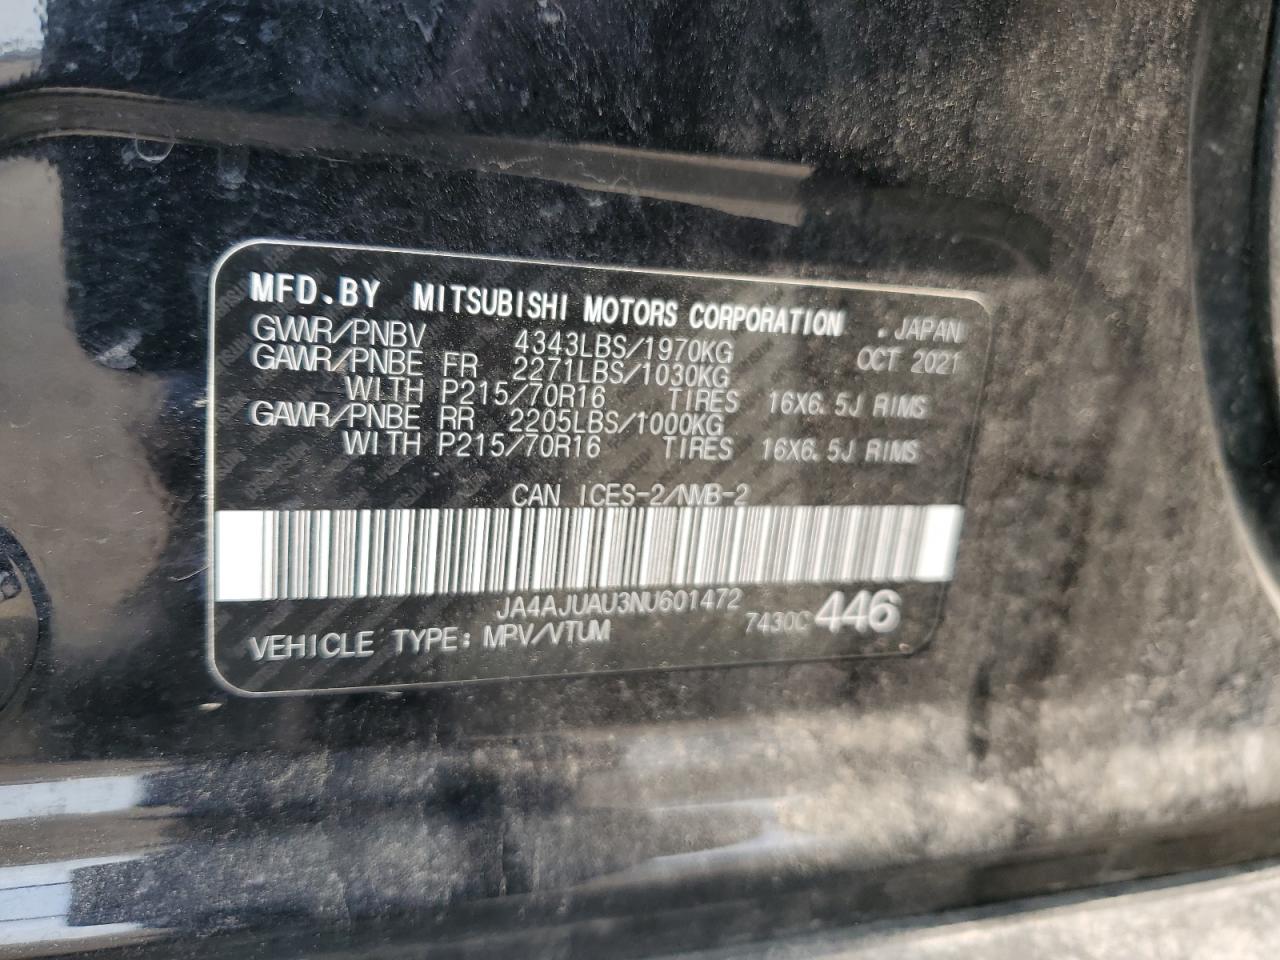 MFD.BY MITSUBISHI MOTORS CORPORATION . JAPAN
GVWR/PNBV 4343LBS/1970KG OCT 2021
GAWR/PNBE FR 2271LBS/1030KG
WITH P215/70R16 TIRES 16X6.5J RIMS
GAWR/PNBE RR 2205LBS/1000KG
WITH P215/70R16 TIRES 16X6.5J RIMS
CAN ICES-2/NMB-2
JA4AJUAU3NU601472
VEHICLE TYPE: MPV/VTUM 7430C 446